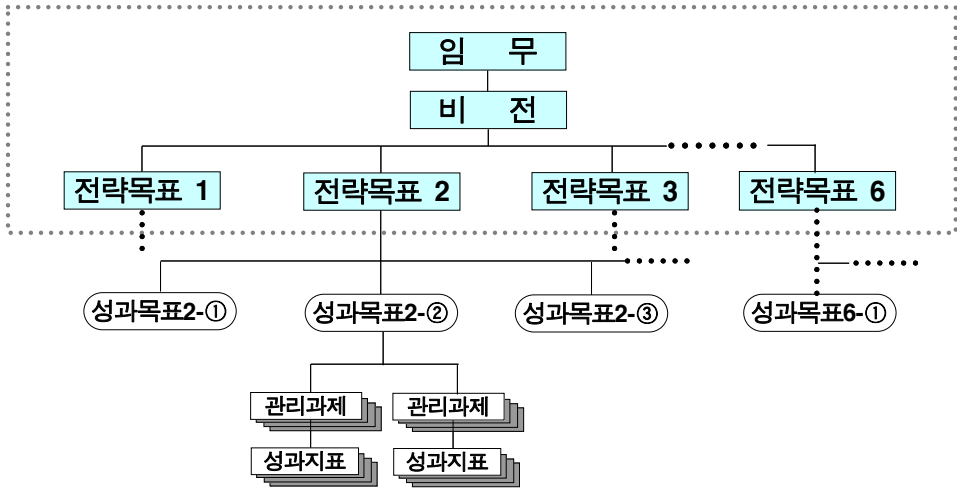 임 무
비 전
전략목표 1
전략목표 2
전략목표 3
전략목표 6
성과목표2-①
성과목표2-②
성과목표2-③
성과목표6-①
관리과제
관리과제
성과지표
성과지표